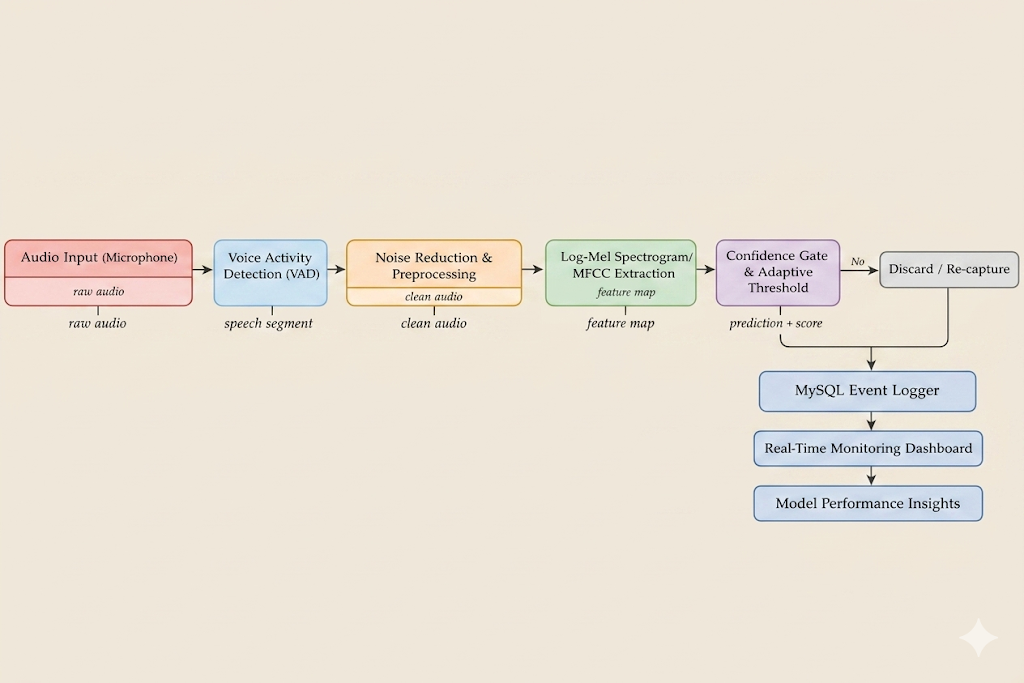 Audio Input (Microphone)
raw audio
raw audio
Voice Activity
Detection (VAD)
speech segment
Noise Reduction &
Preprocessing
clean audio
clean audio
Log-Mel Spectrogram/
MFCC Extraction
feature map
feature map
Confidence Gate
& Adaptive
Threshold
prediction + score
No
Discard / Re-capture
MySQL Event Logger
Real-Time Monitoring Dashboard
Model Performance Insights